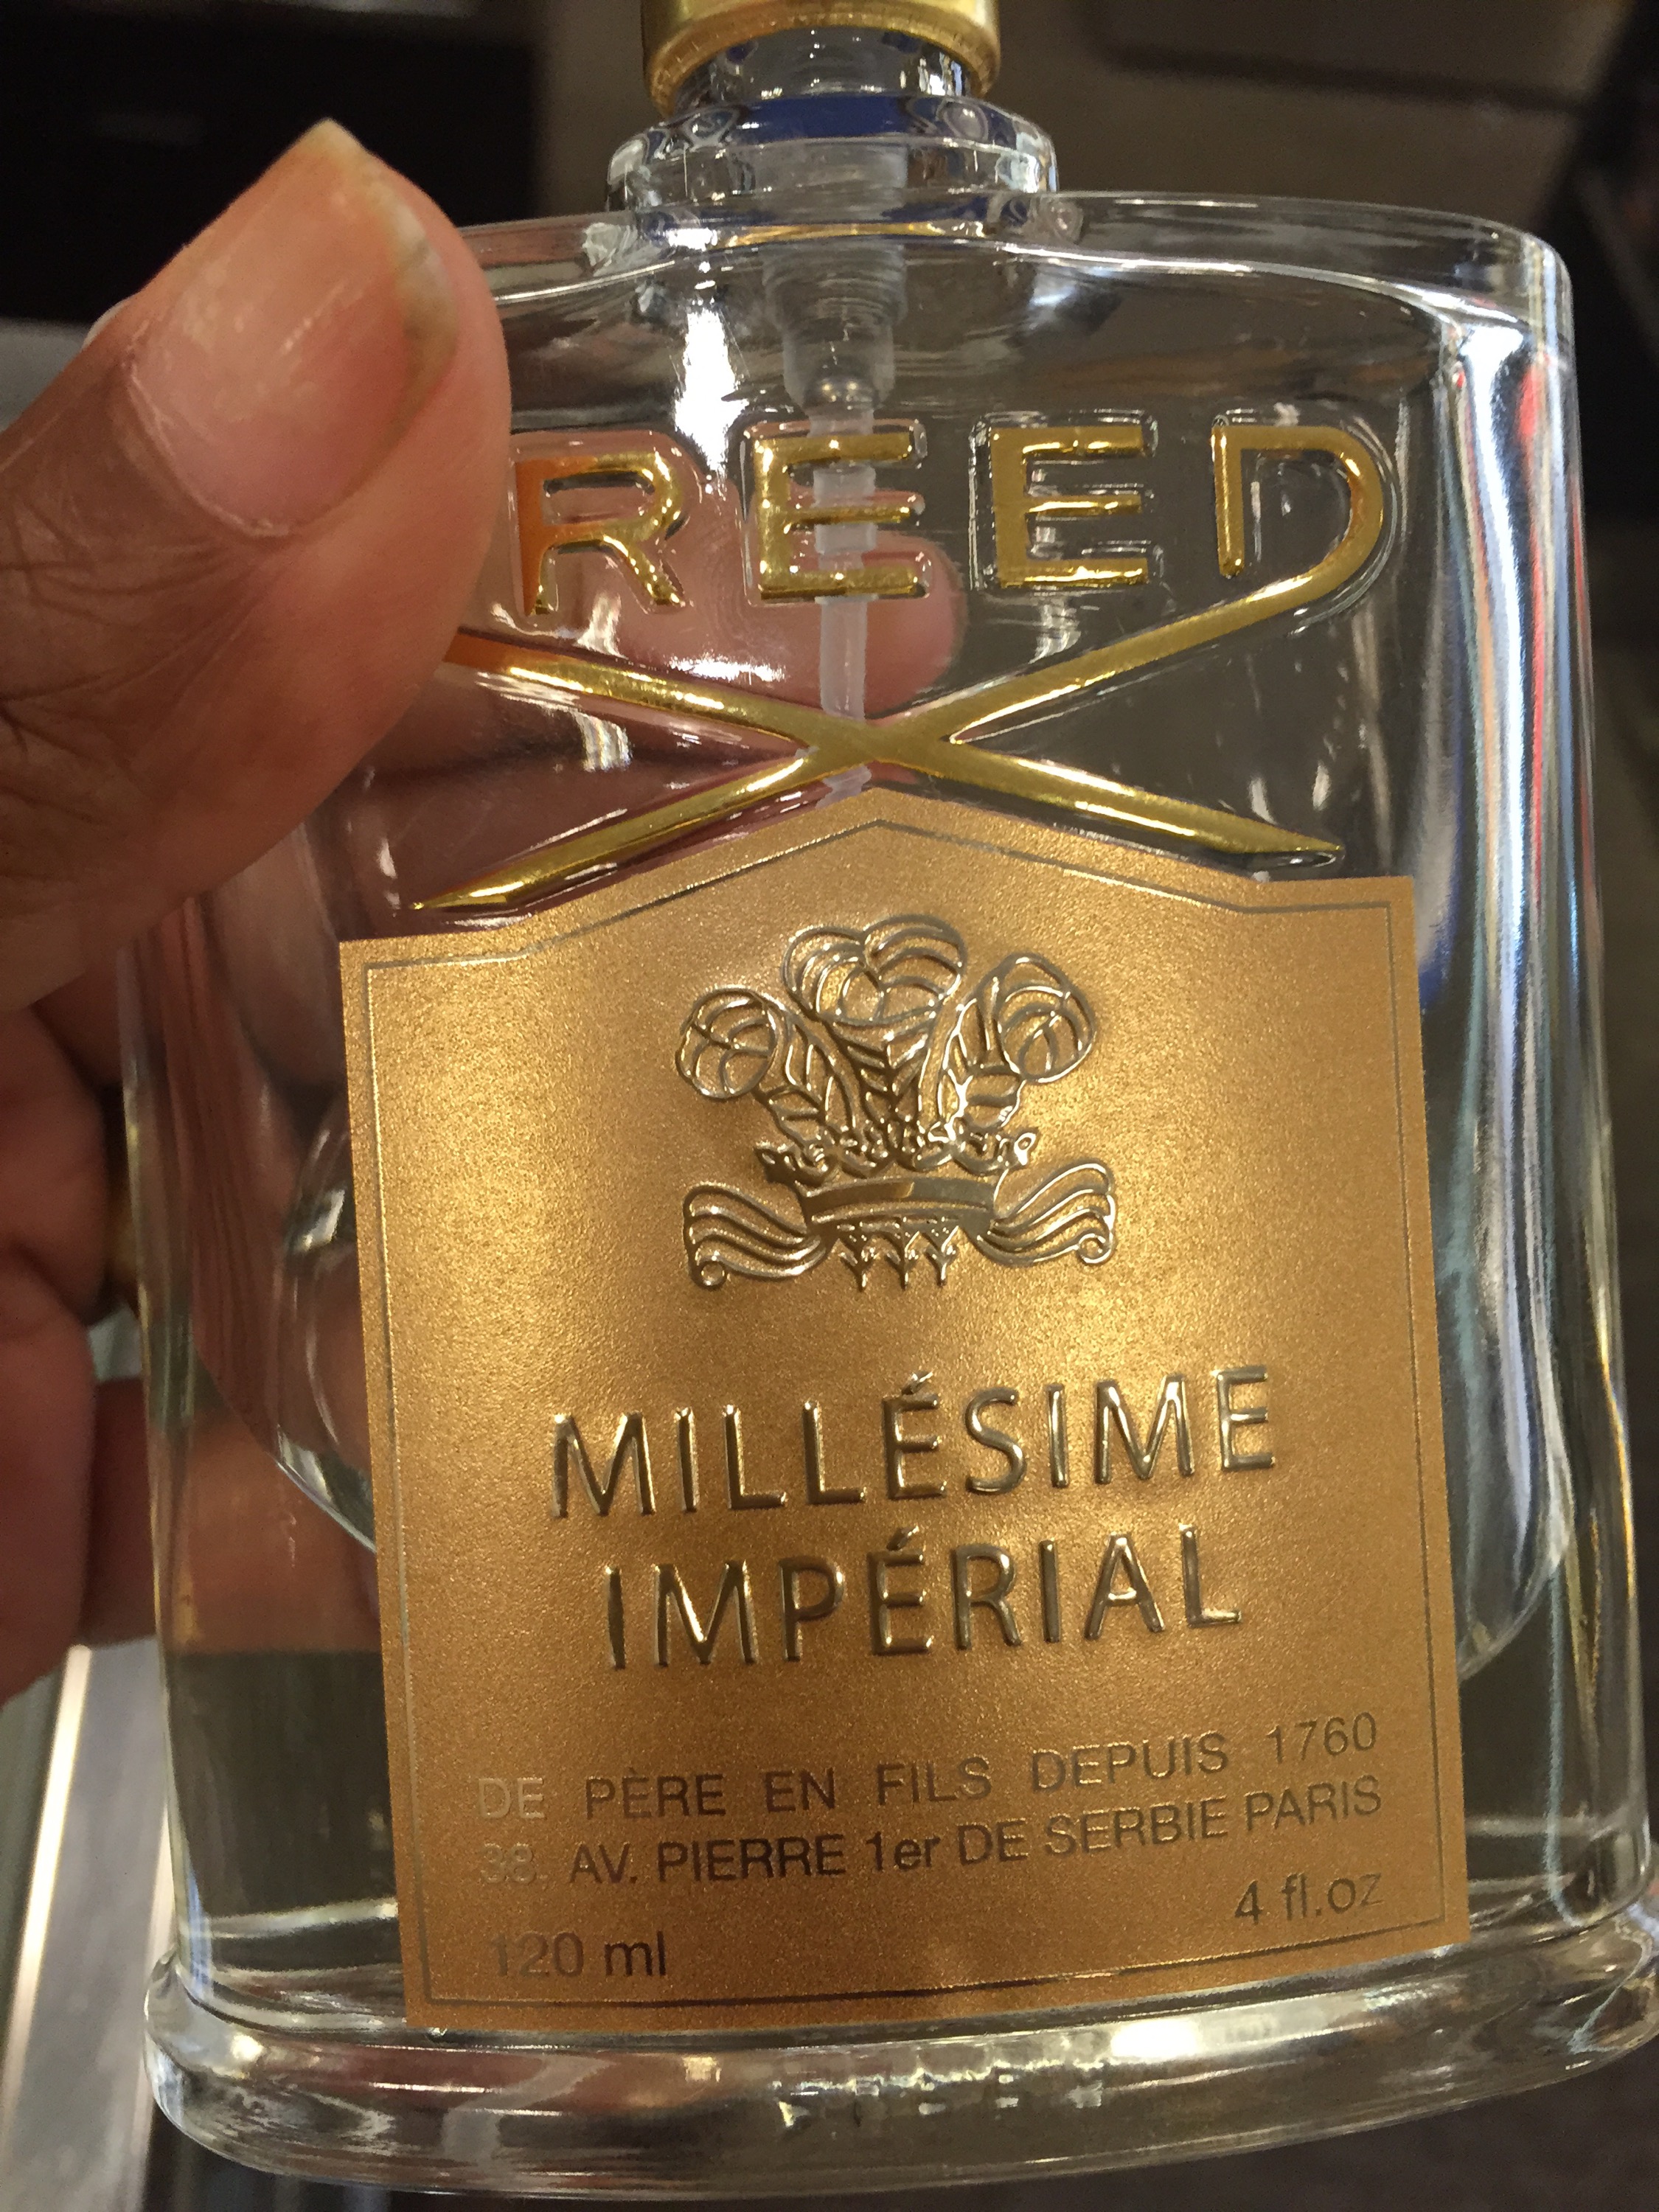 REED
MILLÉSIME
IMPÉRIAL
DE PÈRE EN FILS DEPUIS 1760
38, AV. PIERRE 1er DE SERBIE PARIS
4 fl.oz
120 ml